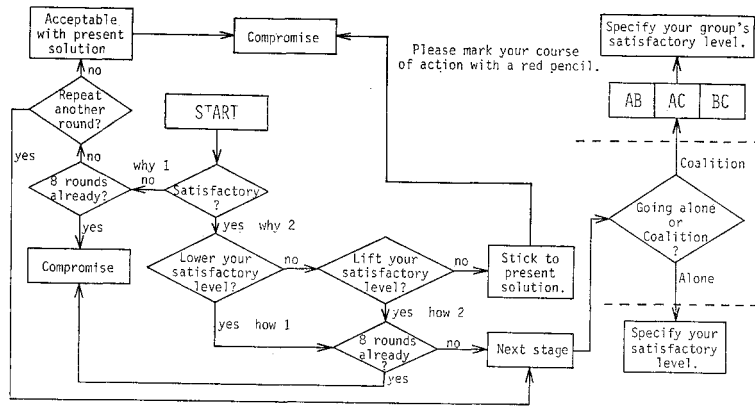 Acceptable
with present
solution
Compromise
Please mark your course
of action with a red pencil.
Specify your group's
satisfactory level.
no
Repeat
another
round?
START
AB AC BC
yes
no
why 1
no
8 rounds
already?
Satisfactory
?
Coalition
yes
yes why 2
Going alone
or
Coalition
?
Compromise
Lower your
satisfactory
level?
no
Lift your
satisfactory
level?
no
Stick to
present
solution.
Alone
yes how 1
yes how 2
8 rounds
already
?
no
Next stage
Specify your
satisfactory
level.
yes